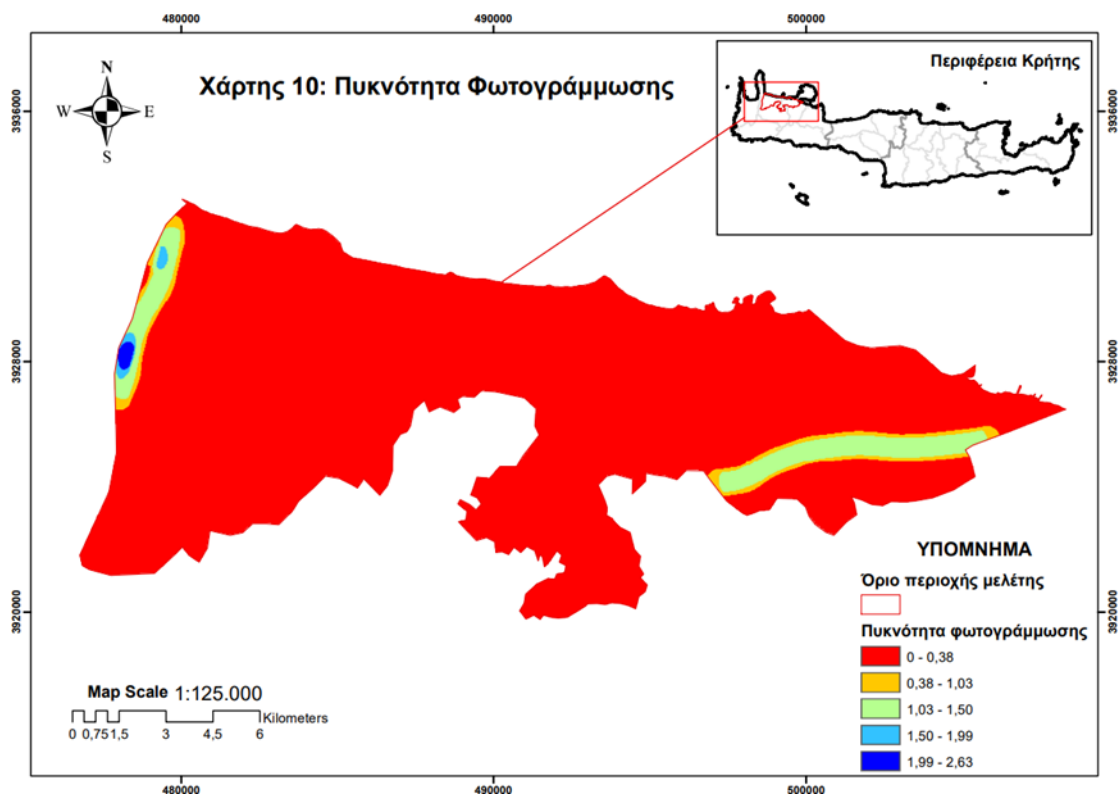 480000 490000 500000
Χάρτης 10: Πυκνότητα Φωτογράμμωσης
Περιφέρεια Κρήτης
N
W E
S
3936000 3936000
3928000 3928000
3920000 3920000
ΥΠΟΜΝΗΜΑ
Όριο περιοχής μελέτης
Πυκνότητα φωτογράμμωσης
0 - 0,38
0,38 - 1,03
1,03 - 1,50
1,50 - 1,99
1,99 - 2,63
Map Scale 1:125.000
Kilometers
0 0,75 1,5 3 4,5 6
480000 490000 500000